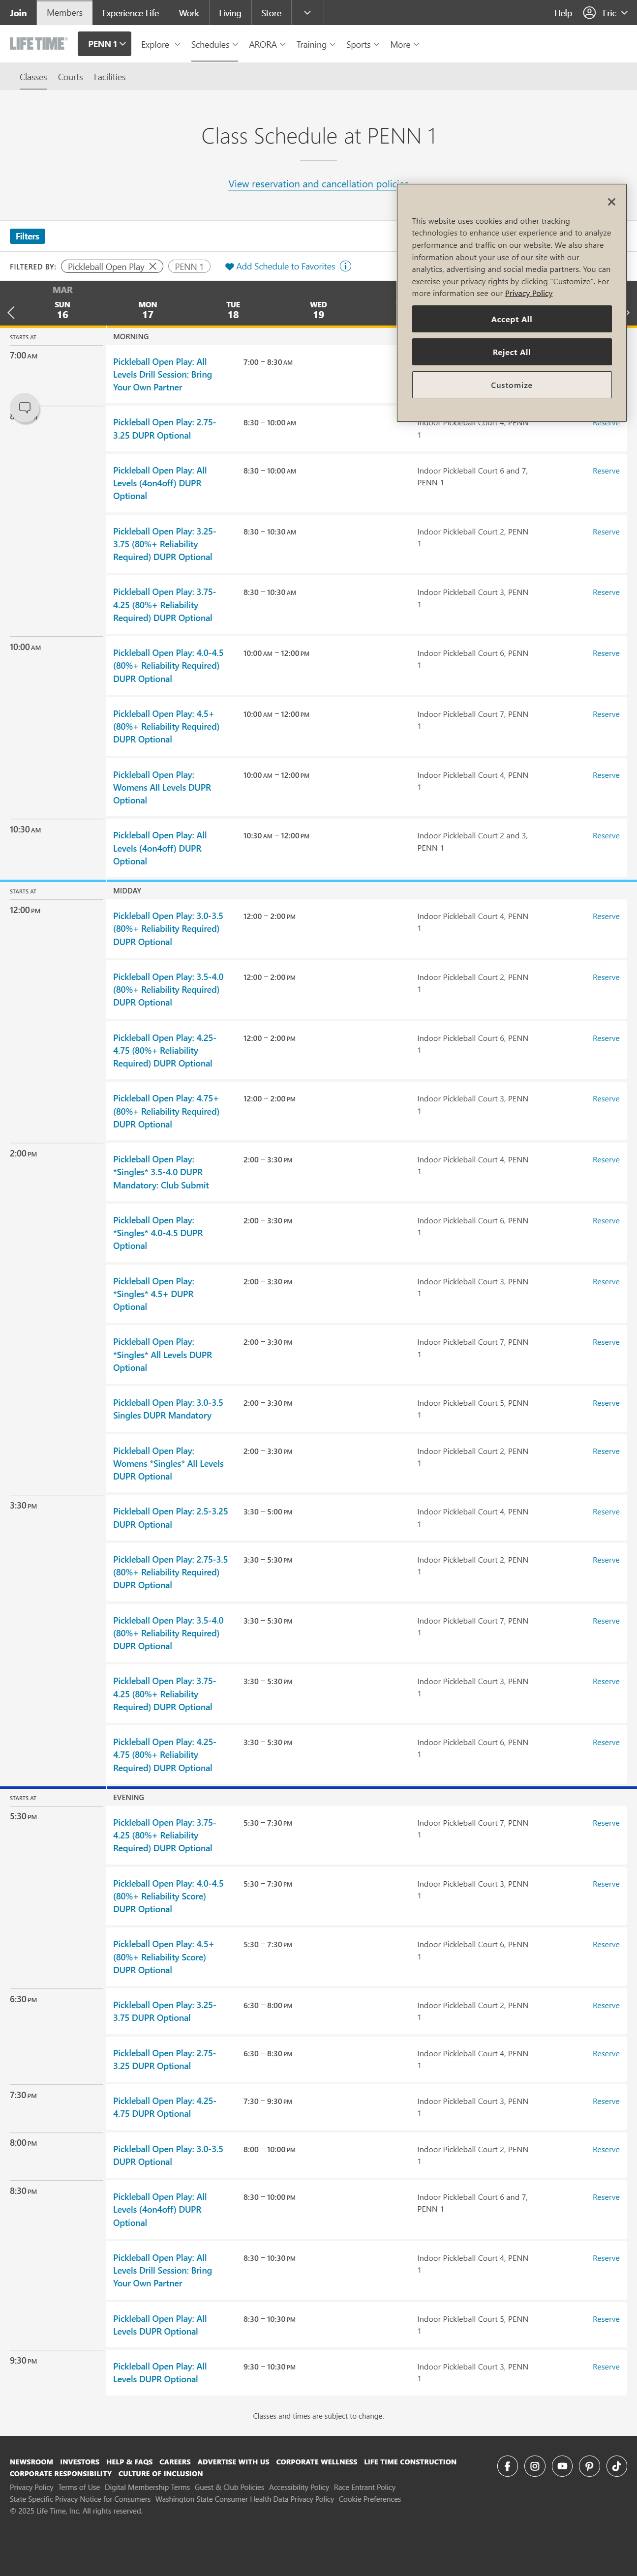 Join Members Experience Life Work Living Store Help Eric
LIFE TIME PENN 1 Explore Schedules ARORA Training Sports More
Classes Courts Facilities
Class Schedule at PENN 1
View reservation and cancellation policies
Filters
FILTERED BY: Pickleball Open Play PENN 1 Add Schedule to Favorites
This website uses cookies and other tracking
technologies to enhance user experience and to analyze
performance and traffic on our website. We also share
information about your use of our site with our
analytics, advertising and social media partners. You can
exercise your privacy rights by clicking "Customize". For
more information see our Privacy Policy
Accept All
Reject All
Customize
MAR
SUN MON TUE WED
16 17 18 19
STARTS AT MORNING
7:00 AM
Pickleball Open Play: All 7:00 – 8:30 AM
Levels Drill Session: Bring
Your Own Partner
Pickleball Open Play: 2.75- 8:30 – 10:00 AM Indoor Pickleball Court 4, PENN Reserve
3.25 DUPR Optional 1
Pickleball Open Play: All 8:30 – 10:00 AM Indoor Pickleball Court 6 and 7, Reserve
Levels (4on4off) DUPR PENN 1
Optional
Pickleball Open Play: 3.25- 8:30 – 10:30 AM Indoor Pickleball Court 2, PENN Reserve
3.75 (80%+ Reliability 1
Required) DUPR Optional
Pickleball Open Play: 3.75- 8:30 – 10:30 AM Indoor Pickleball Court 3, PENN Reserve
4.25 (80%+ Reliability 1
Required) DUPR Optional
10:00 AM
Pickleball Open Play: 4.0-4.5 10:00 AM – 12:00 PM Indoor Pickleball Court 6, PENN Reserve
(80%+ Reliability Required) 1
DUPR Optional
Pickleball Open Play: 4.5+ 10:00 AM – 12:00 PM Indoor Pickleball Court 7, PENN Reserve
(80%+ Reliability Required) 1
DUPR Optional
Pickleball Open Play: 10:00 AM – 12:00 PM Indoor Pickleball Court 4, PENN Reserve
Womens All Levels DUPR 1
Optional
10:30 AM
Pickleball Open Play: All 10:30 AM – 12:00 PM Indoor Pickleball Court 2 and 3, Reserve
Levels (4on4off) DUPR PENN 1
Optional
STARTS AT MIDDAY
12:00 PM
Pickleball Open Play: 3.0-3.5 12:00 – 2:00 PM Indoor Pickleball Court 4, PENN Reserve
(80%+ Reliability Required) 1
DUPR Optional
Pickleball Open Play: 3.5-4.0 12:00 – 2:00 PM Indoor Pickleball Court 2, PENN Reserve
(80%+ Reliability Required) 1
DUPR Optional
Pickleball Open Play: 4.25- 12:00 – 2:00 PM Indoor Pickleball Court 6, PENN Reserve
4.75 (80%+ Reliability 1
Required) DUPR Optional
Pickleball Open Play: 4.75+ 12:00 – 2:00 PM Indoor Pickleball Court 3, PENN Reserve
(80%+ Reliability Required) 1
DUPR Optional
2:00 PM
Pickleball Open Play: 2:00 – 3:30 PM Indoor Pickleball Court 4, PENN Reserve
*Singles* 3.5-4.0 DUPR 1
Mandatory: Club Submit
Pickleball Open Play: 2:00 – 3:30 PM Indoor Pickleball Court 6, PENN Reserve
*Singles* 4.0-4.5 DUPR 1
Optional
Pickleball Open Play: 2:00 – 3:30 PM Indoor Pickleball Court 3, PENN Reserve
*Singles* 4.5+ DUPR 1
Optional
Pickleball Open Play: 2:00 – 3:30 PM Indoor Pickleball Court 7, PENN Reserve
*Singles* All Levels DUPR 1
Optional
Pickleball Open Play: 3.0-3.5 2:00 – 3:30 PM Indoor Pickleball Court 5, PENN Reserve
Singles DUPR Mandatory 1
Pickleball Open Play: 2:00 – 3:30 PM Indoor Pickleball Court 2, PENN Reserve
Womens *Singles* All Levels 1
DUPR Optional
3:30 PM
Pickleball Open Play: 2.5-3.25 3:30 – 5:00 PM Indoor Pickleball Court 4, PENN Reserve
DUPR Optional 1
Pickleball Open Play: 2.75-3.5 3:30 – 5:30 PM Indoor Pickleball Court 2, PENN Reserve
(80%+ Reliability Required) 1
DUPR Optional
Pickleball Open Play: 3.5-4.0 3:30 – 5:30 PM Indoor Pickleball Court 7, PENN Reserve
(80%+ Reliability Required) 1
DUPR Optional
Pickleball Open Play: 3.75- 3:30 – 5:30 PM Indoor Pickleball Court 3, PENN Reserve
4.25 (80%+ Reliability 1
Required) DUPR Optional
Pickleball Open Play: 4.25- 3:30 – 5:30 PM Indoor Pickleball Court 6, PENN Reserve
4.75 (80%+ Reliability 1
Required) DUPR Optional
STARTS AT EVENING
5:30 PM
Pickleball Open Play: 3.75- 5:30 – 7:30 PM Indoor Pickleball Court 7, PENN Reserve
4.25 (80%+ Reliability 1
Required) DUPR Optional
Pickleball Open Play: 4.0-4.5 5:30 – 7:30 PM Indoor Pickleball Court 3, PENN Reserve
(80%+ Reliability Score) 1
DUPR Optional
Pickleball Open Play: 4.5+ 5:30 – 7:30 PM Indoor Pickleball Court 6, PENN Reserve
(80%+ Reliability Score) 1
DUPR Optional
6:30 PM
Pickleball Open Play: 3.25- 6:30 – 8:00 PM Indoor Pickleball Court 2, PENN Reserve
3.75 DUPR Optional 1
Pickleball Open Play: 2.75- 6:30 – 8:30 PM Indoor Pickleball Court 4, PENN Reserve
3.25 DUPR Optional 1
7:30 PM
Pickleball Open Play: 4.25- 7:30 – 9:30 PM Indoor Pickleball Court 3, PENN Reserve
4.75 DUPR Optional 1
8:00 PM
Pickleball Open Play: 3.0-3.5 8:00 – 10:00 PM Indoor Pickleball Court 2, PENN Reserve
DUPR Optional 1
8:30 PM
Pickleball Open Play: All 8:30 – 10:00 PM Indoor Pickleball Court 6 and 7, Reserve
Levels (4on4off) DUPR PENN 1
Optional
Pickleball Open Play: All 8:30 – 10:30 PM Indoor Pickleball Court 4, PENN Reserve
Levels Drill Session: Bring 1
Your Own Partner
Pickleball Open Play: All 8:30 – 10:30 PM Indoor Pickleball Court 5, PENN Reserve
Levels DUPR Optional 1
9:30 PM
Pickleball Open Play: All 9:30 – 10:30 PM Indoor Pickleball Court 3, PENN Reserve
Levels DUPR Optional 1
Classes and times are subject to change.
NEWSROOM INVESTORS HELP & FAQS CAREERS ADVERTISE WITH US CORPORATE WELLNESS LIFE TIME CONSTRUCTION
CORPORATE RESPONSIBILITY CULTURE OF INCLUSION
Privacy Policy Terms of Use Digital Membership Terms Guest & Club Policies Accessibility Policy Race Entrant Policy
State Specific Privacy Notice for Consumers Washington State Consumer Health Data Privacy Policy Cookie Preferences
© 2025 Life Time, Inc. All rights reserved.